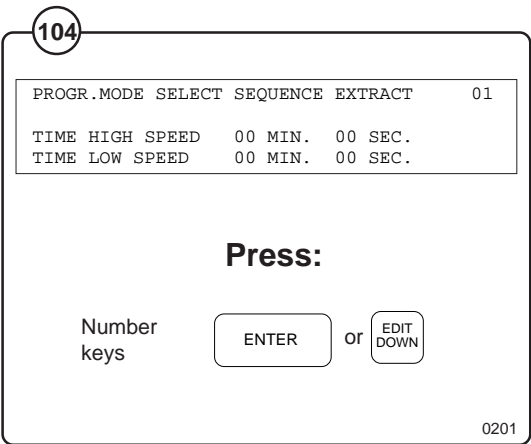 104
PROGR.MODE SELECT SEQUENCE EXTRACT 01
TIME HIGH SPEED 00 MIN. 00 SEC.
TIME LOW SPEED 00 MIN. 00 SEC.
Press:
Number keys ENTER or EDIT DOWN
0201